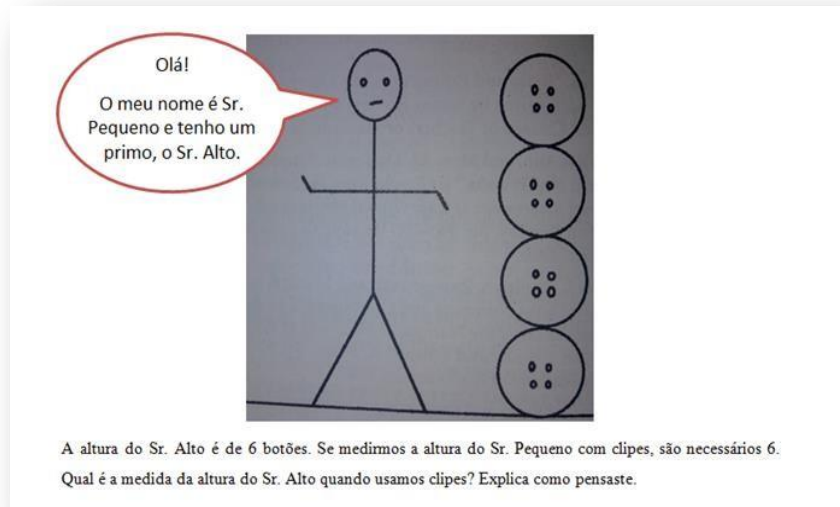 Olá!
O meu nome é Sr.
Pequeno e tenho um
primo, o Sr. Alto.
A altura do Sr. Alto é de 6 botões. Se medirmos a altura do Sr. Pequeno com clipes, são necessários 6.
Qual é a medida da altura do Sr. Alto quando usamos clipes? Explica como pensaste.